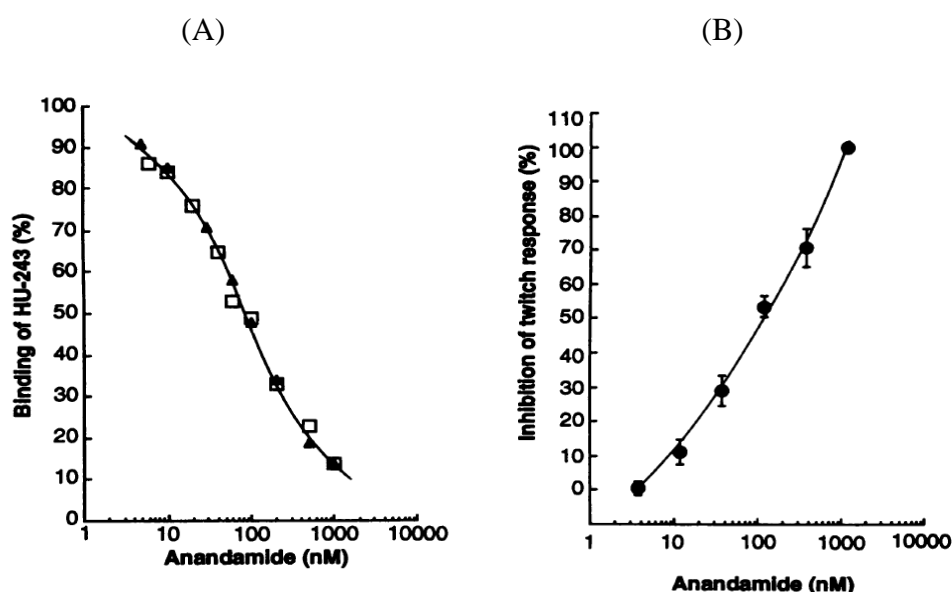 (A)
(B)
100
90
80
70
60
50
40
30
20
10
0
Binding of HU-243 (%)
1 10 100 1000 10000
Anandamide (nM)
110
100
90
80
70
60
50
40
30
20
10
0
Inhibition of twitch response (%)
1 10 100 1000 10000
Anandamide (nM)